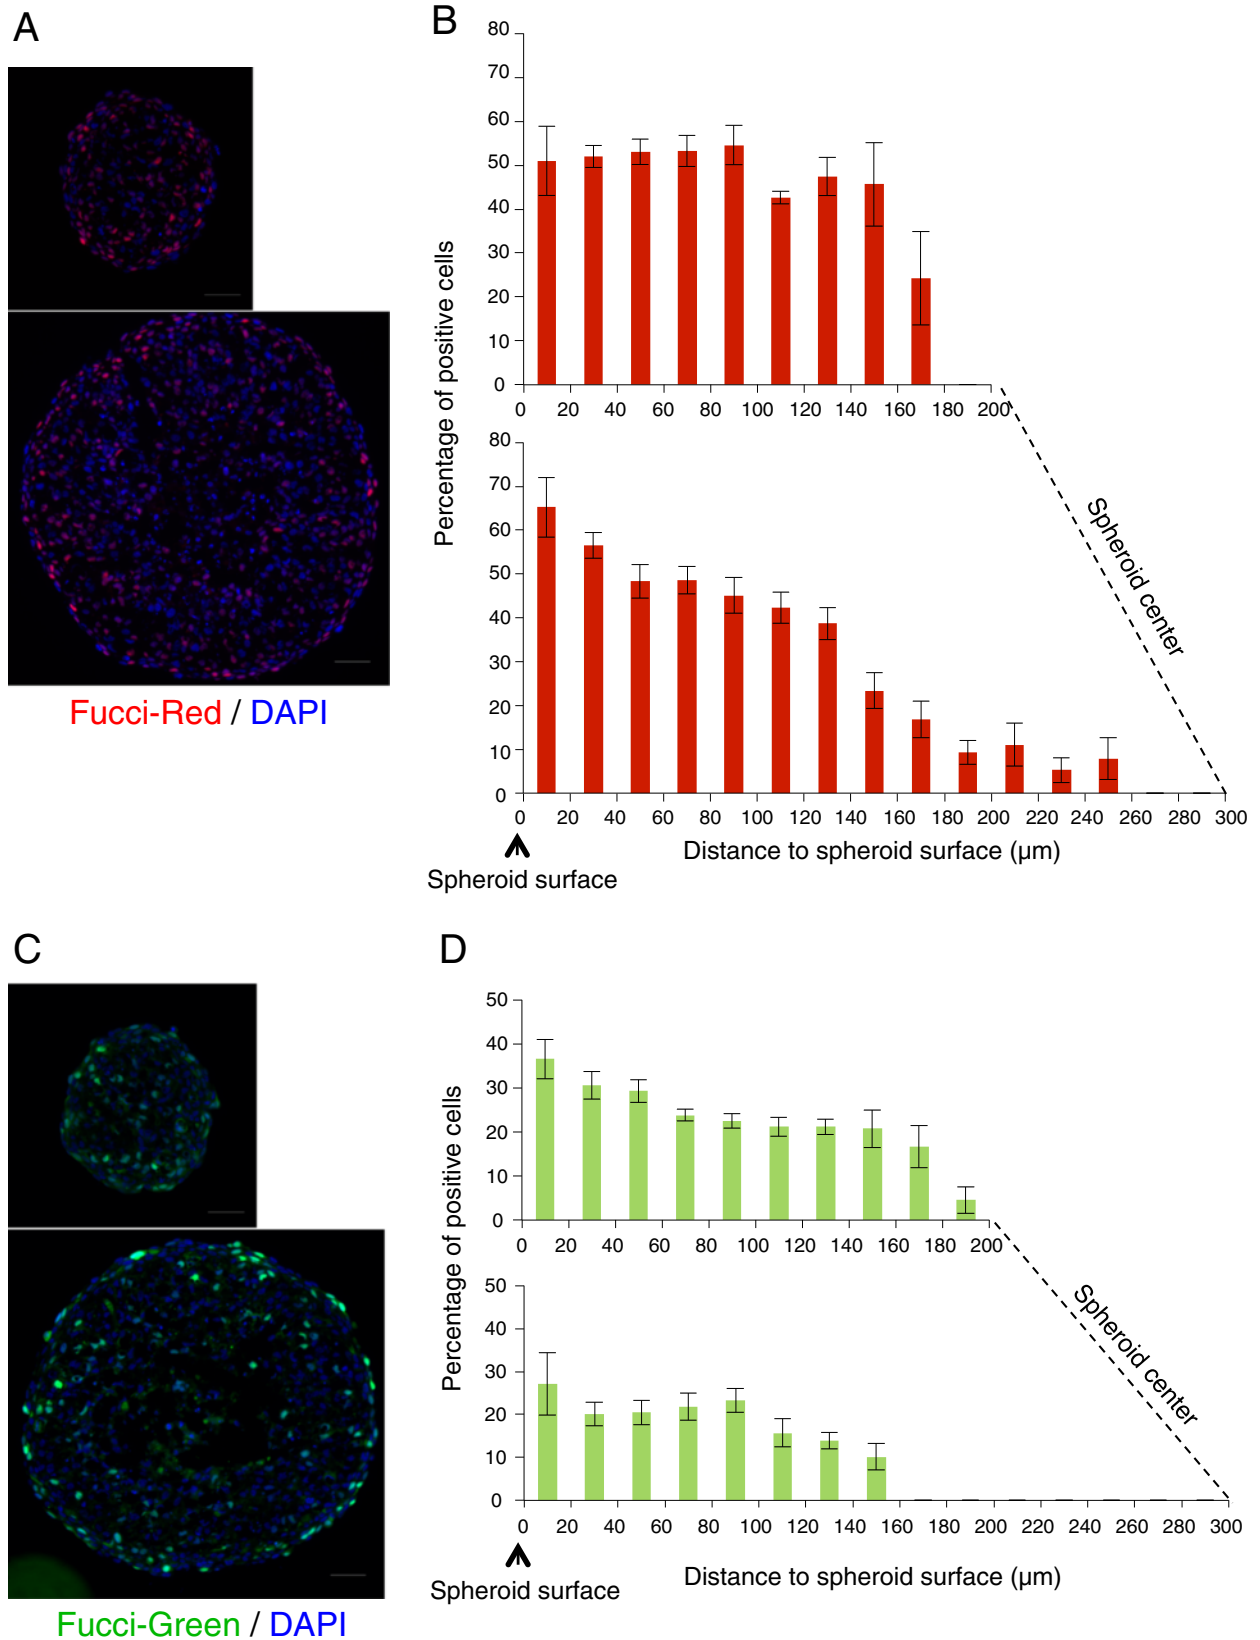 A
B
80
70
60
50
40
30
20
10
0
0 20 40 60 80 100 120 140 160 180 200
Percentage of positive cells
80
70
60
50
40
30
20
10
0
0 20 40 60 80 100 120 140 160 180 200 220 240 260 280 300
Spheroid center
Distance to spheroid surface (µm)
Spheroid surface
Fucci-Red / DAPI
C
D
50
40
30
20
10
0
0 20 40 60 80 100 120 140 160 180 200
Percentage of positive cells
50
40
30
20
10
0
0 20 40 60 80 100 120 140 160 180 200 220 240 260 280 300
Spheroid center
Distance to spheroid surface (µm)
Spheroid surface
Fucci-Green / DAPI